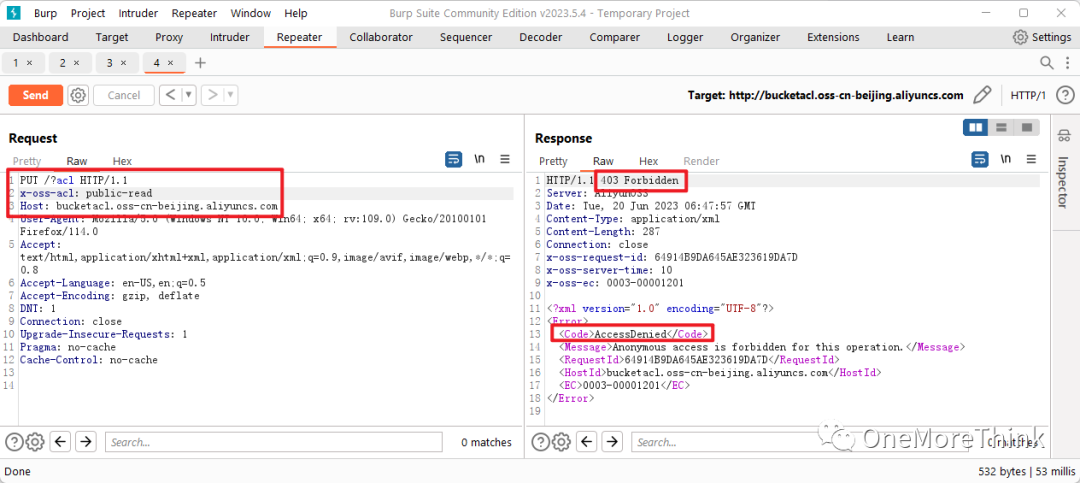 Burp Project Intruder Repeater Window Help Burp Suite Community Edition v2023.5.4 - Temporary Project
Dashboard Target Proxy Intruder Repeater Collaborator Sequencer Decoder Comparer Logger Organizer Extensions Learn Settings
1 × 2 × 3 × 4 × +
Send Cancel < > Target: http://bucketacl.oss-cn-beijing.aliyuncs.com HTTP/1 ?
Request
Pretty Raw Hex \n
1 PUT /?acl HTTP/1.1
2 x-oss-acl: public-read
3 Host: bucketacl.oss-cn-beijing.aliyuncs.com
4 User-Agent: Mozilla/5.0 (Windows NT 10.0; Win64; x64; rv:109.0) Gecko/20100101
Firefox/114.0
5 Accept:
text/html,application/xhtml+xml,application/xml;q=0.9,image/avif,image/webp,*/*;q=
0.8
6 Accept-Language: en-US,en;q=0.5
7 Accept-Encoding: gzip, deflate
8 DNT: 1
9 Connection: close
10 Upgrade-Insecure-Requests: 1
11 Pragma: no-cache
12 Cache-Control: no-cache
13
14
Search... 0 matches
Response
Pretty Raw Hex Render \n
1 HTTP/1.1 403 Forbidden
2 Server: AliyunOSS
3 Date: Tue, 20 Jun 2023 06:47:57 GMT
4 Content-Type: application/xml
5 Content-Length: 287
6 Connection: close
7 x-oss-request-id: 64914B9DA645AE323619DA7D
8 x-oss-server-time: 10
9 x-oss-ec: 0003-00001201
10
11 <?xml version="1.0" encoding="UTF-8"?>
12 <Error>
13 <Code>AccessDenied</Code>
14 <Message>Anonymous access is forbidden for this operation.</Message>
15 <RequestId>64914B9DA645AE323619DA7D</RequestId>
16 <HostId>bucketacl.oss-cn-beijing.aliyuncs.com</HostId>
17 <EC>0003-00001201</EC>
18 </Error>
19
Search... 0 matches
OneMoreThink
Inspector
Done 532 bytes | 53 millis